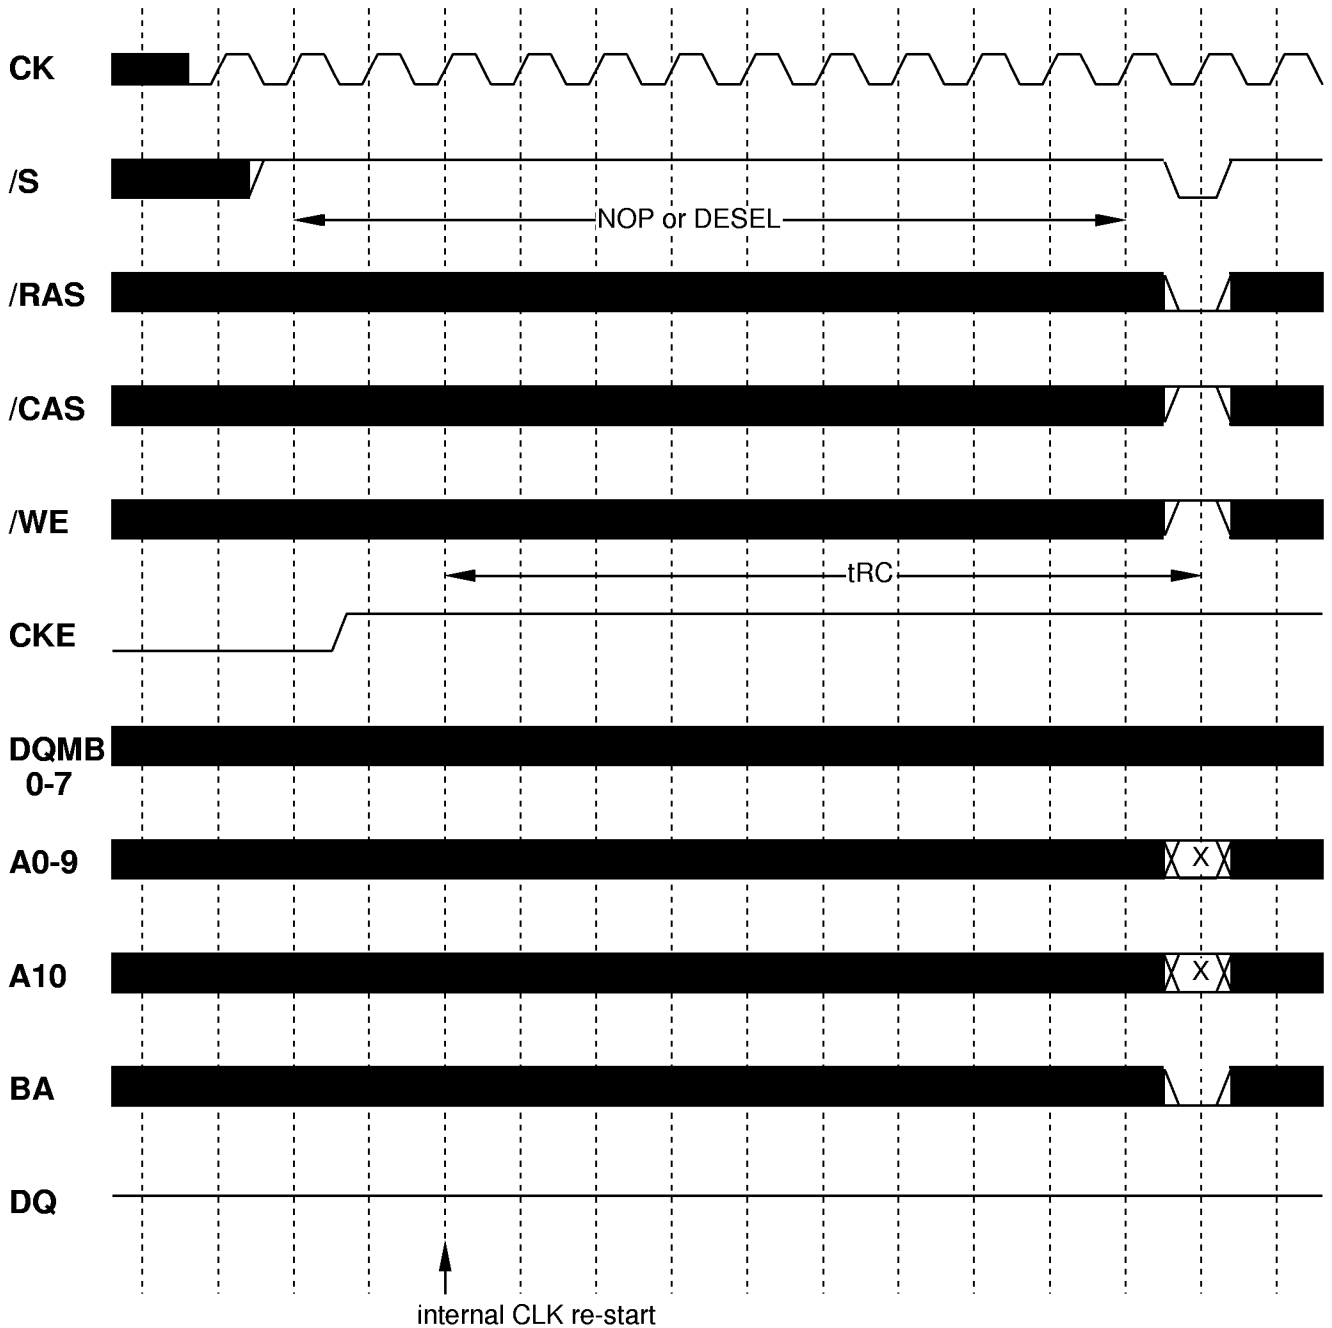 CK
/S
NOP or DESEL
/RAS
/CAS
/WE
tRC
CKE
DQMB
0-7
A0-9
X
A10
X
BA
DQ
internal CLK re-start